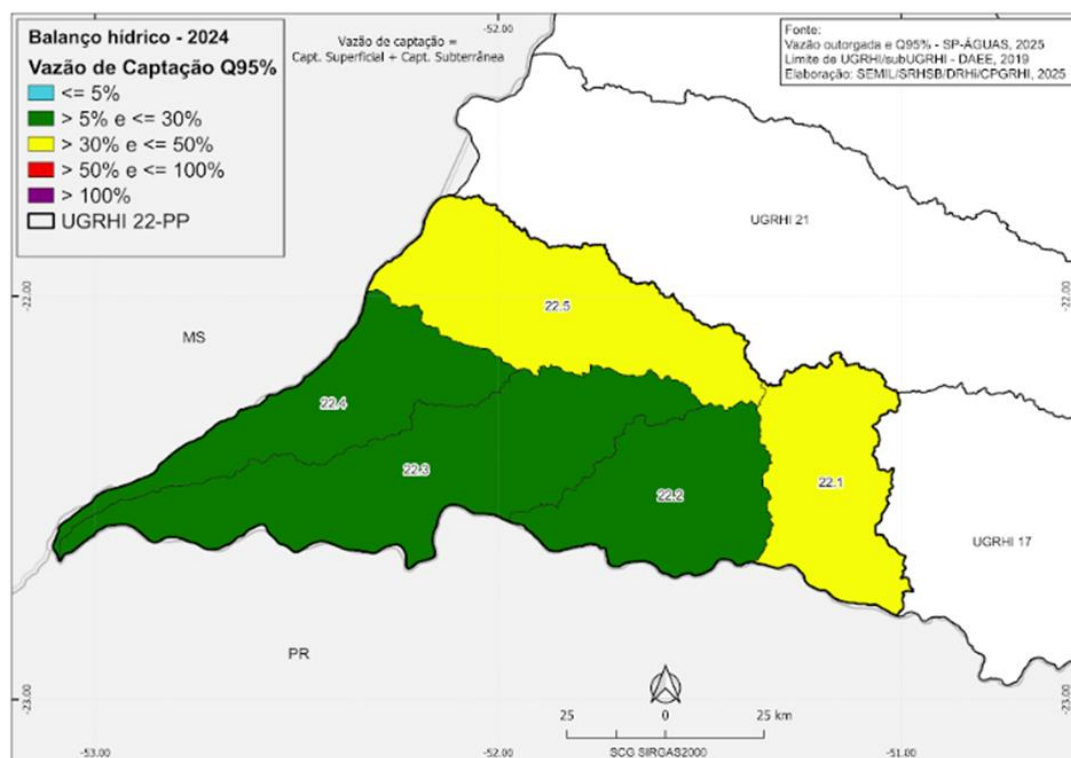 Balanço hídrico - 2024
Vazão de Captação Q95%
<= 5%
> 5% e <= 30%
> 30% e <= 50%
> 50% e <= 100%
> 100%
UGRHI 22-PP
-52.00
Vazão de captação =
Capt. Superficial + Capt. Subterrânea
-51.00
Fonte:
Vazão outorgada e Q95% - SP-ÁGUAS, 2025
Limite de UGRHI/subUGRHI - DAEE, 2019
Elaboração: SEMIL/SRHSB/DRHi/CPGRHI, 2025
UGRHI 21
-22.00
-22.00
22.5
MS
22.4
22.3
22.2
22.1
UGRHI 17
PR
-23.00
-23.00
25
0
25 km
-53.00
-52.00
SCG SIRGAS2000
-51.00